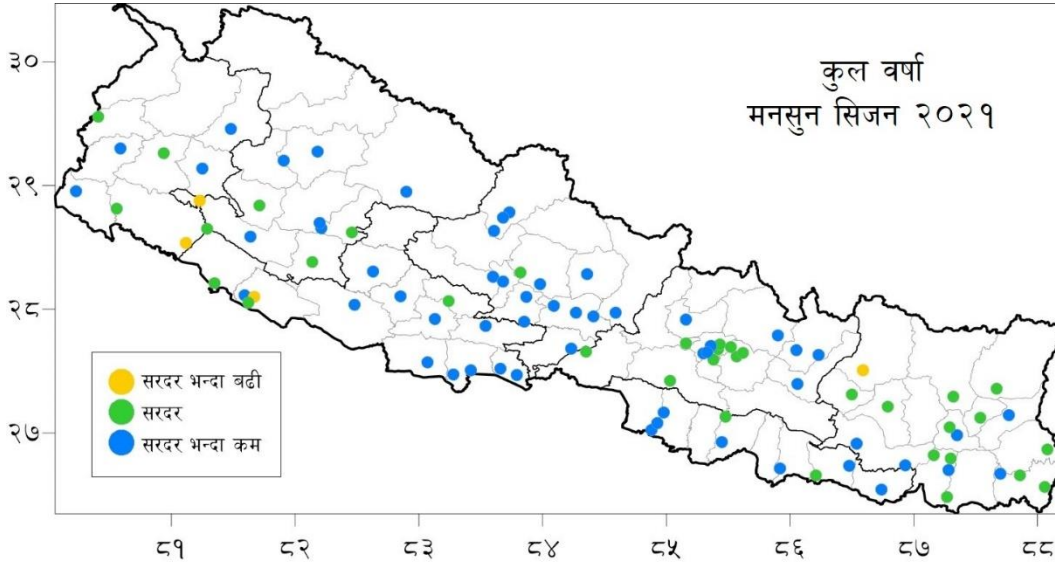 कुल वर्षा
मनसुन सिजन २०२१
३०
२९
२८
२७
सरदर भन्दा बढी
सरदर
सरदर भन्दा कम
८१
८२
८३
८४
८५
८६
८७
८८